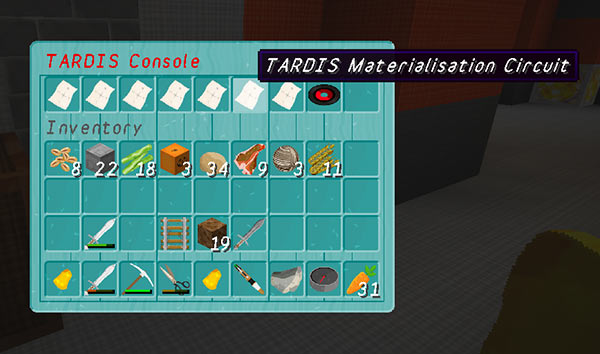 TARDIS Console
TARDIS Materialisation Circuit
Inventory
8 22 18 3 34 9 3 11
19
31